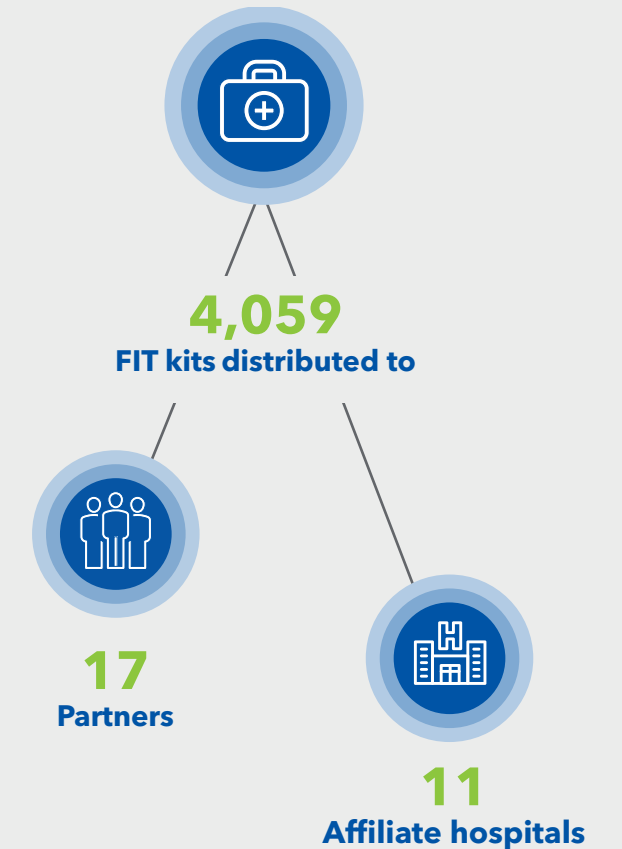 4,059
FIT kits distributed to
17
Partners
H
11
Affiliate hospitals